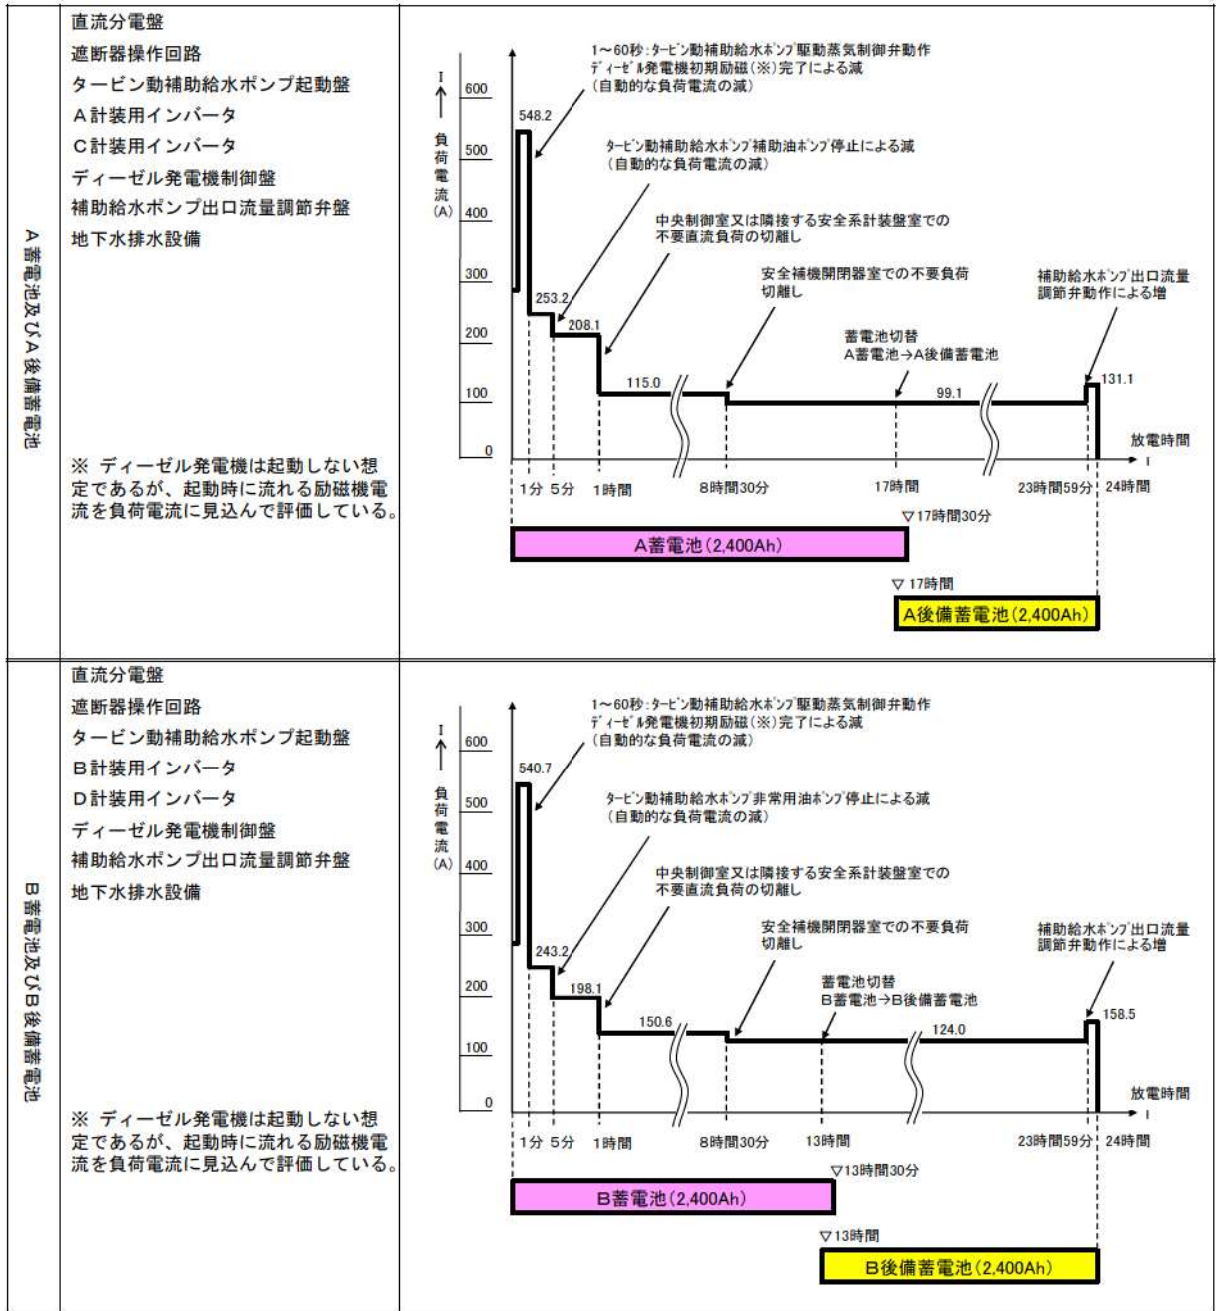 A蓄電池及びA後備蓄電池
直流分電盤
遮断器操作回路
タービン動補助給水ポンプ起動盤
A計装用インバータ
C計装用インバータ
ディーゼル発電機制御盤
補助給水ポンプ出口流量調節弁盤
地下水排水設備
※ ディーゼル発電機は起動しない想
定であるが、起動時に流れる励磁機電
流を負荷電流に見込んで評価している。
I
負荷電流(A)
600
500
400
300
200
100
0
1～60秒:タービン動補助給水ポンプ駆動蒸気制御弁動作
ディーゼル発電機初期励磁(※)完了による減
(自動的な負荷電流の減)
548.2
タービン動補助給水ポンプ補助油ポンプ停止による減
(自動的な負荷電流の減)
中央制御室又は隣接する安全系計装盤室での
不要直流負荷の切離し
安全補機開閉器室での不要負荷
切離し
補助給水ポンプ出口流量
調節弁動作による増
253.2
208.1
蓄電池切替
A蓄電池→A後備蓄電池
115.0
99.1
131.1
放電時間
1分 5分 1時間 8時間30分 17時間 23時間59分 24時間
▽17時間30分
A蓄電池(2,400Ah)
▽ 17時間
A後備蓄電池(2,400Ah)
B蓄電池及びB後備蓄電池
直流分電盤
遮断器操作回路
タービン動補助給水ポンプ起動盤
B計装用インバータ
D計装用インバータ
ディーゼル発電機制御盤
補助給水ポンプ出口流量調節弁盤
地下水排水設備
※ ディーゼル発電機は起動しない想
定であるが、起動時に流れる励磁機電
流を負荷電流に見込んで評価している。
I
負荷電流(A)
600
500
400
300
200
100
0
1～60秒:タービン動補助給水ポンプ駆動蒸気制御弁動作
ディーゼル発電機初期励磁(※)完了による減
(自動的な負荷電流の減)
540.7
タービン動補助給水ポンプ非常用油ポンプ停止による減
(自動的な負荷電流の減)
中央制御室又は隣接する安全系計装盤室での
不要直流負荷の切離し
安全補機開閉器室での不要負荷
切離し
補助給水ポンプ出口流量
調節弁動作による増
243.2
198.1
蓄電池切替
B蓄電池→B後備蓄電池
150.6
124.0
158.5
放電時間
1分 5分 1時間 8時間30分 13時間 23時間59分 24時間
▽13時間30分
B蓄電池(2,400Ah)
▽13時間
B後備蓄電池(2,400Ah)